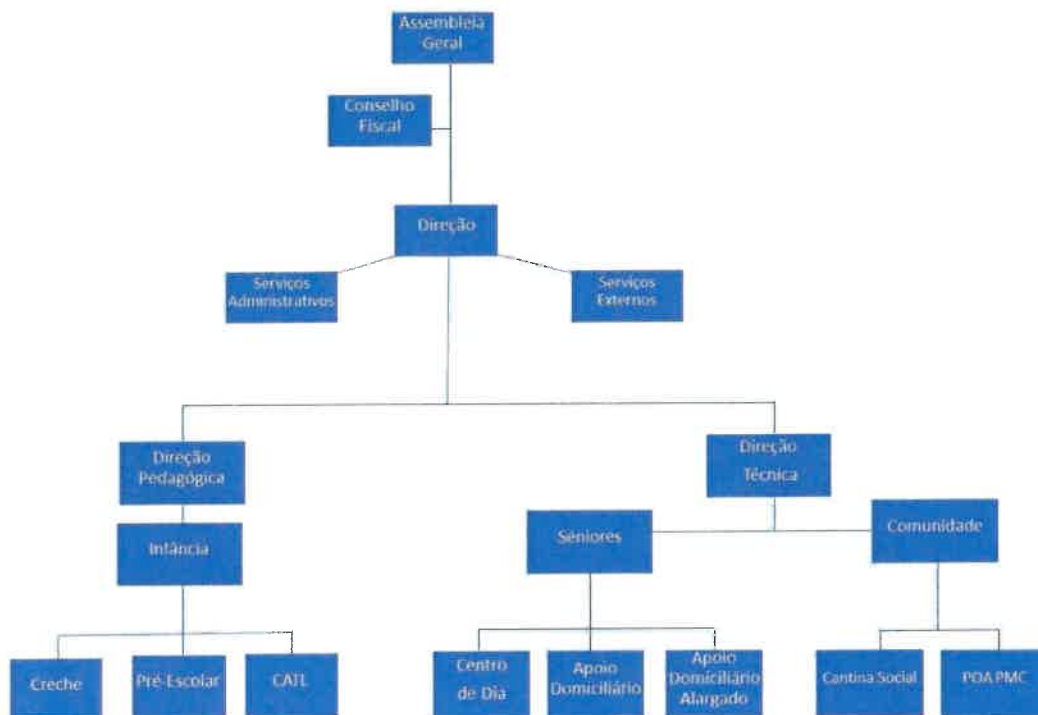 Assembleia
Geral
Conselho
Fiscal
Direção
Serviços
Administrativos
Serviços
Externos
Direção
Pedagógica
Direção
Técnica
Infância
Séniores
Comunidade
Creche
Pré-Escolar
CATL
Centro
de Dia
Apoio
Domiciliário
Apoio
Domiciliário
Alargado
Cantina Social
POA PMC